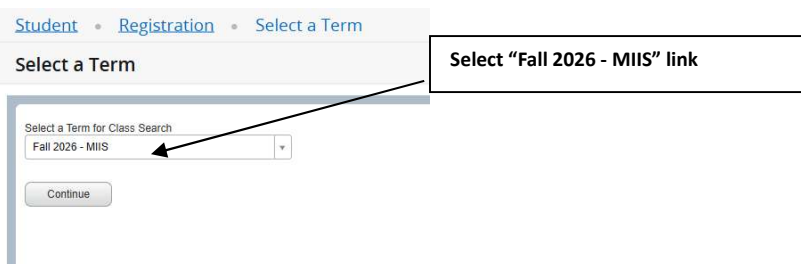 Student • Registration • Select a Term
Select a Term
Select “Fall 2026 - MIIS” link
Select a Term for Class Search
Fall 2026 - MIIS
Continue